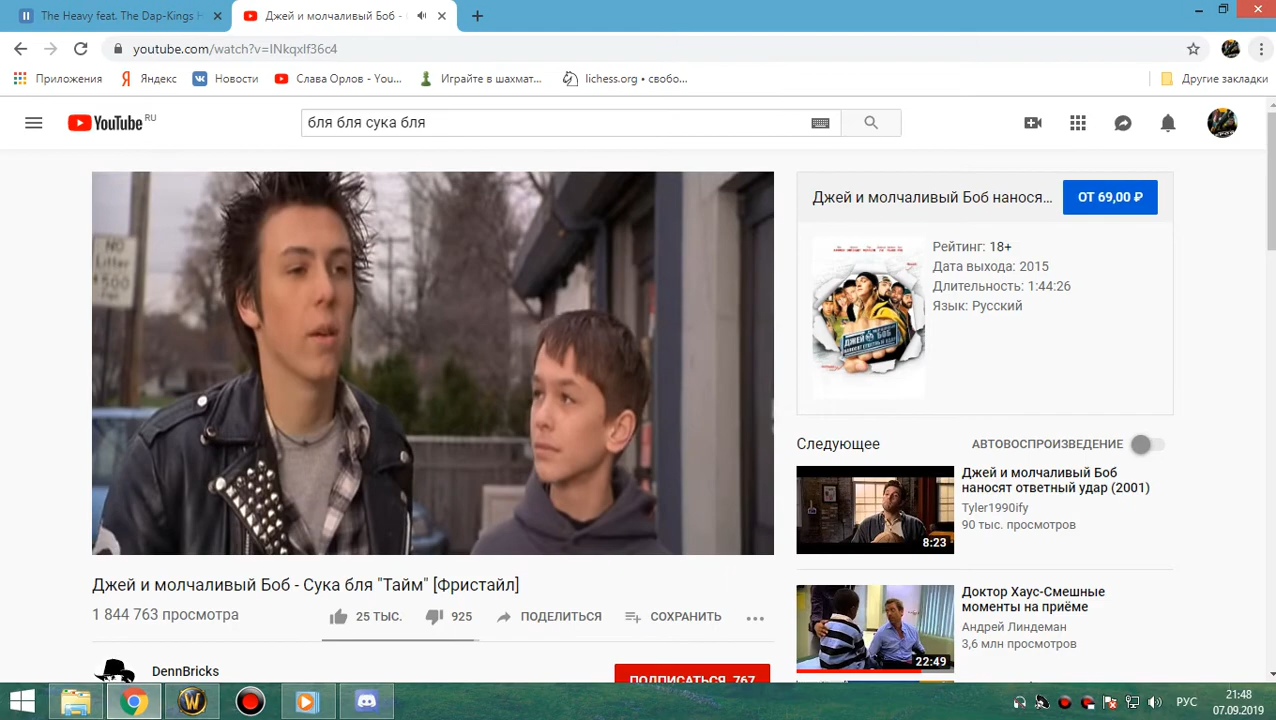 The Heavy feat. The Dap-Kings
Джей и молчаливый Боб -
youtube.com/watch?v=INkqxIf36c4
Приложения
Яндекс
Новости
Слава Орлов - You...
Играйте в шахмат...
lichess.org • свобо...
Другие закладки
YouTube RU
бля бля сука бля
NO
Litter
$500
Джей и молчаливый Боб нанося...
ОТ 69,00 ₽
Рейтинг: 18+
Дата выхода: 2015
Длительность: 1:44:26
Язык: Русский
ДЖЕЙ И БОБ
Следующее
АВТОВОСПРОИЗВЕДЕНИЕ
Джей и молчаливый Боб
наносят ответный удар (2001)
Tyler1990ify
90 тыс. просмотров
8:23
Джей и молчаливый Боб - Сука бля "Тайм" [Фристайл]
1 844 763 просмотра
25 ТЫС.
925
ПОДЕЛИТЬСЯ
СОХРАНИТЬ
Доктор Хаус-Смешные
моменты на приёме
Андрей Линдеман
3,6 млн просмотров
22:49
DennBricks
ПОДПИСАТЬСЯ 767
РУС
21:48
07.09.2019